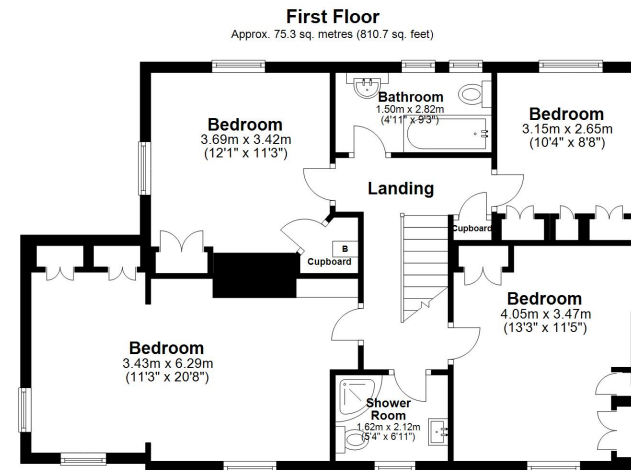 First Floor
Approx. 75.3 sq. metres (810.7 sq. feet)
Bathroom
1.50m x 2.82m
(4'11" x 9'3")
Bedroom
3.69m x 3.42m
(12'1" x 11'3")
Bedroom
3.15m x 2.65m
(10'4" x 8'8")
Landing
Cupboard
B
Cupboard
Bedroom
4.05m x 3.47m
(13'3" x 11'5")
Bedroom
3.43m x 6.29m
(11'3" x 20'8")
Shower
Room
1.62m x 2.12m
(5'4" x 6'11")